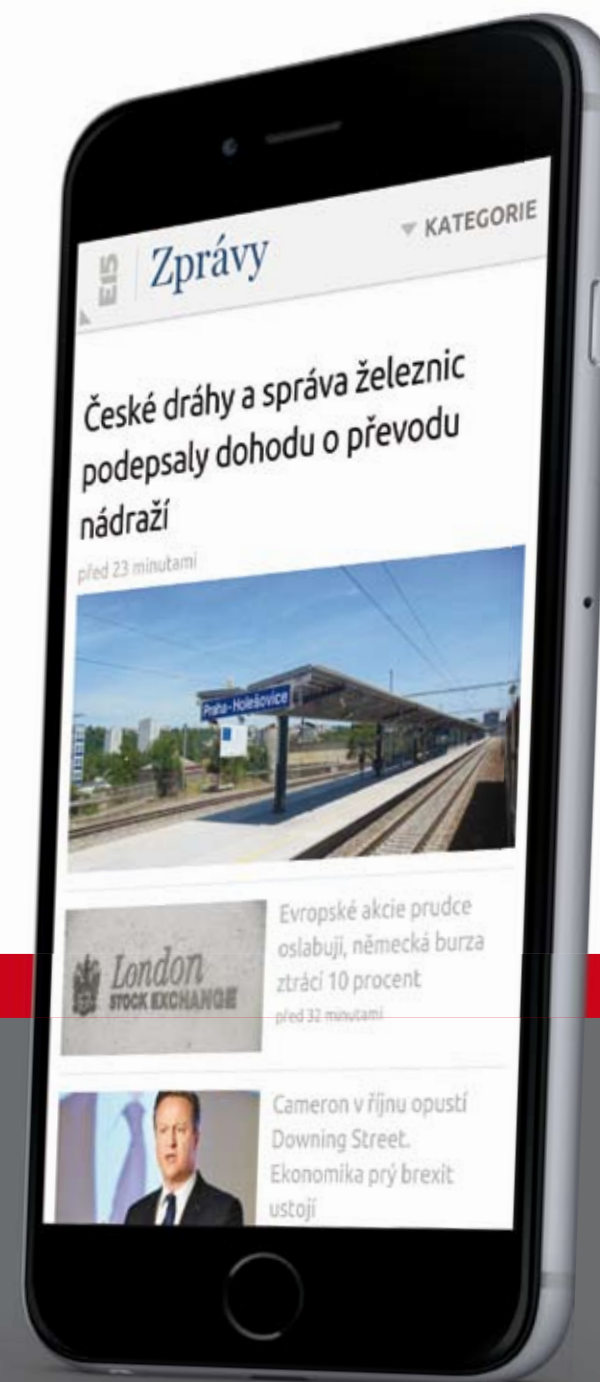 E15
Zprávy
KATEGORIE
České dráhy a správa železnic
podepsaly dohodu o převodu
nádraží
před 23 minutami
Praha-Holešovice
London
STOCK EXCHANGE
Evropské akcie prudce
oslabují, německá burza
ztrácí 10 procent
před 32 minutami
Cameron v říjnu opustí
Downing Street.
Ekonomika prý brexit
ustojí